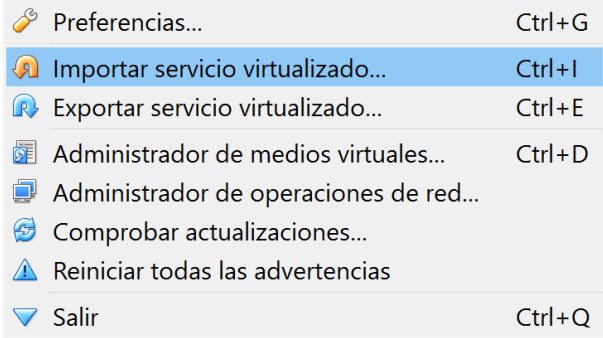 Preferencias... Ctrl+G
Importar servicio virtualizado... Ctrl+I
Exportar servicio virtualizado... Ctrl+E
Administrador de medios virtuales... Ctrl+D
Administrador de operaciones de red...
Comprobar actualizaciones...
Reiniciar todas las advertencias
Salir Ctrl+Q